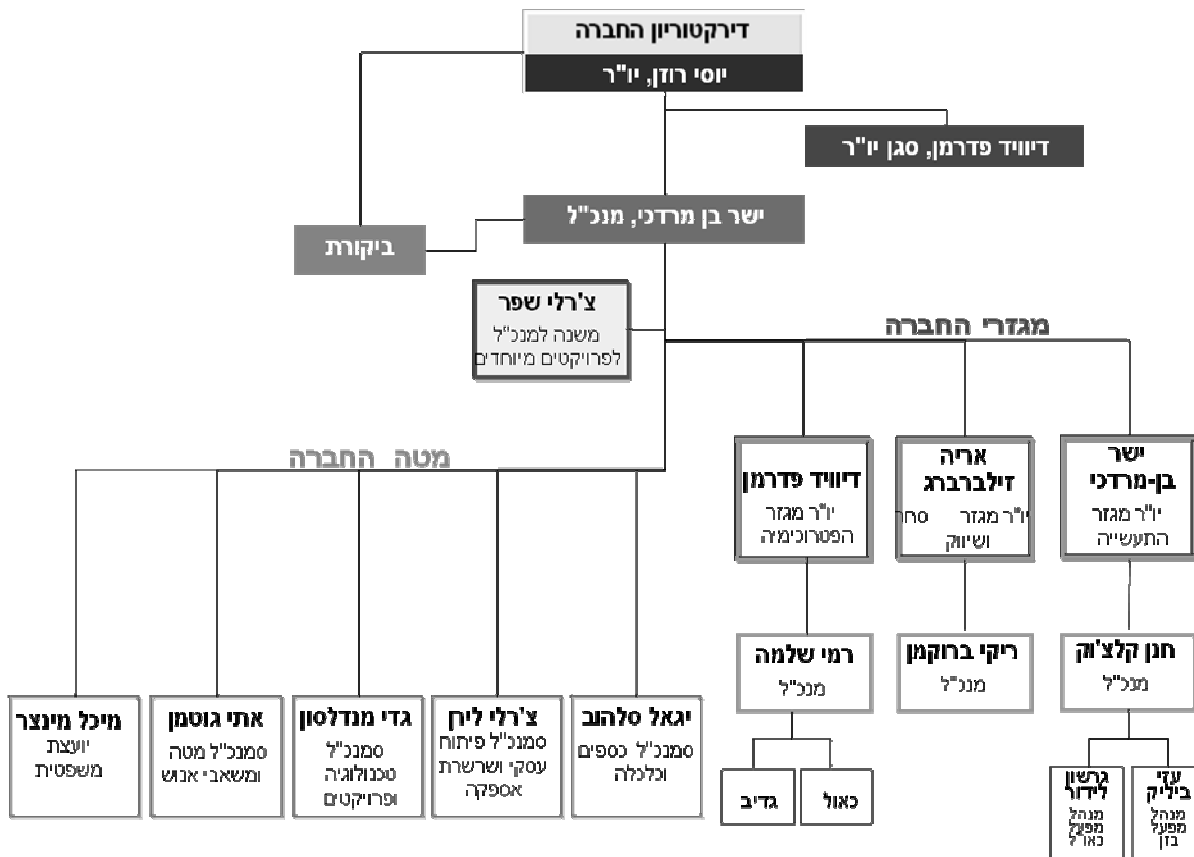 דירקטוריון החברה
יוסי רוזן, יו"ר
דיוויד פדרמן, סגן יו"ר
ישר בן מרדכי, מנכ"ל
ביקורת
צ'רלי שפר
משנה למנכ"ל
לפרויקטים מיוחדים
מגזרי החברה
ישר
בן-מרדכי
יו"ר מגזר
התעשייה
אריה
זילברברג
יו"ר מגזר סחר
ושיווק
דיוויד פדרמן
יו"ר מגזר
הפטרוכימיה
חנן קלצ'וק
מנכ"ל
ריקי ברוקמן
מנכ"ל
רמי שלמה
מנכ"ל
עזי
ביליק
מנהל
מפעל
בזן
גרשון
לידור
מנהל
מפעל
כאו"ל
כאול
גדיב
מטה החברה
יגאל סלהוב
סמנכ"ל כספים
וכלכלה
צ'רלי לירן
סמנכ"ל פיתוח
עסקי ושרשרת
אספקה
גדי מנדלסון
סמנכ"ל
טכנולוגיה
ופרויקטים
אתי גוטמן
סמנכ"ל מטה
ומשאבי אנוש
מיכל מינצר
יועצת
משפטית